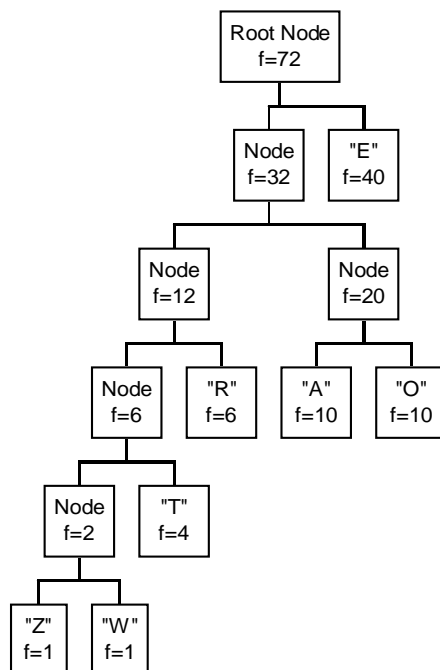 Root Node
f=72
Node
f=32
"E"
f=40
Node
f=12
Node
f=20
Node
f=6
"R"
f=6
"A"
f=10
"O"
f=10
Node
f=2
"T"
f=4
"Z"
f=1
"W"
f=1